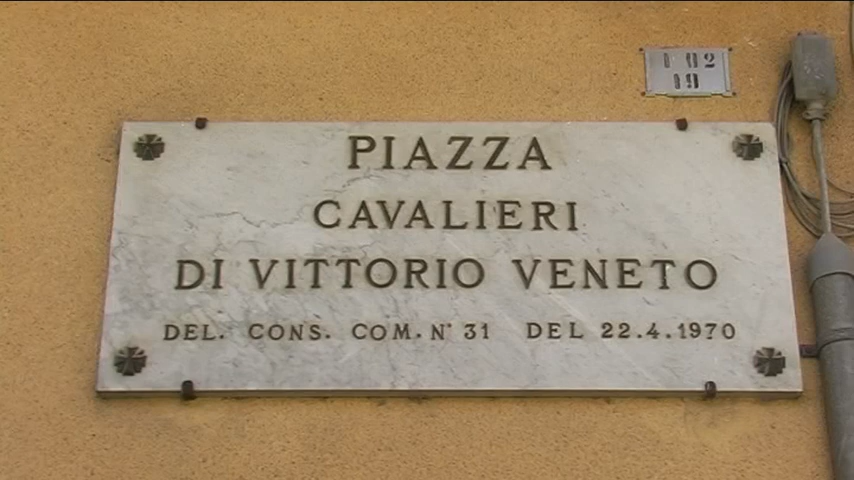 PIAZZA
CAVALIERI
DI VITTORIO VENETO
DEL. CONS. COM. N° 31 DEL 22.4.1970